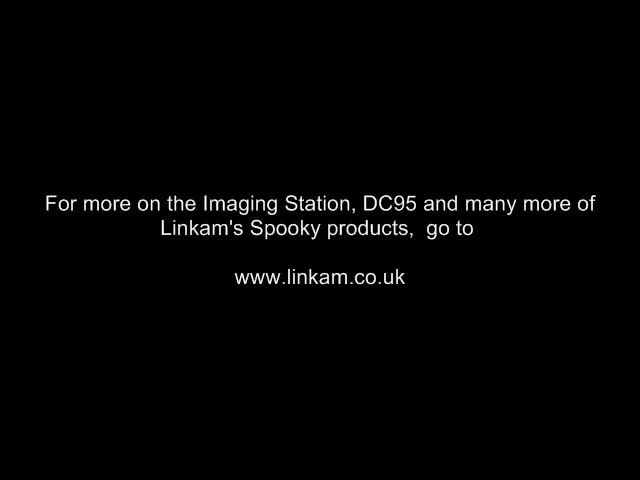 For more on the Imaging Station, DC95 and many more of
Linkam's Spooky products,  go to
www.linkam.co.uk